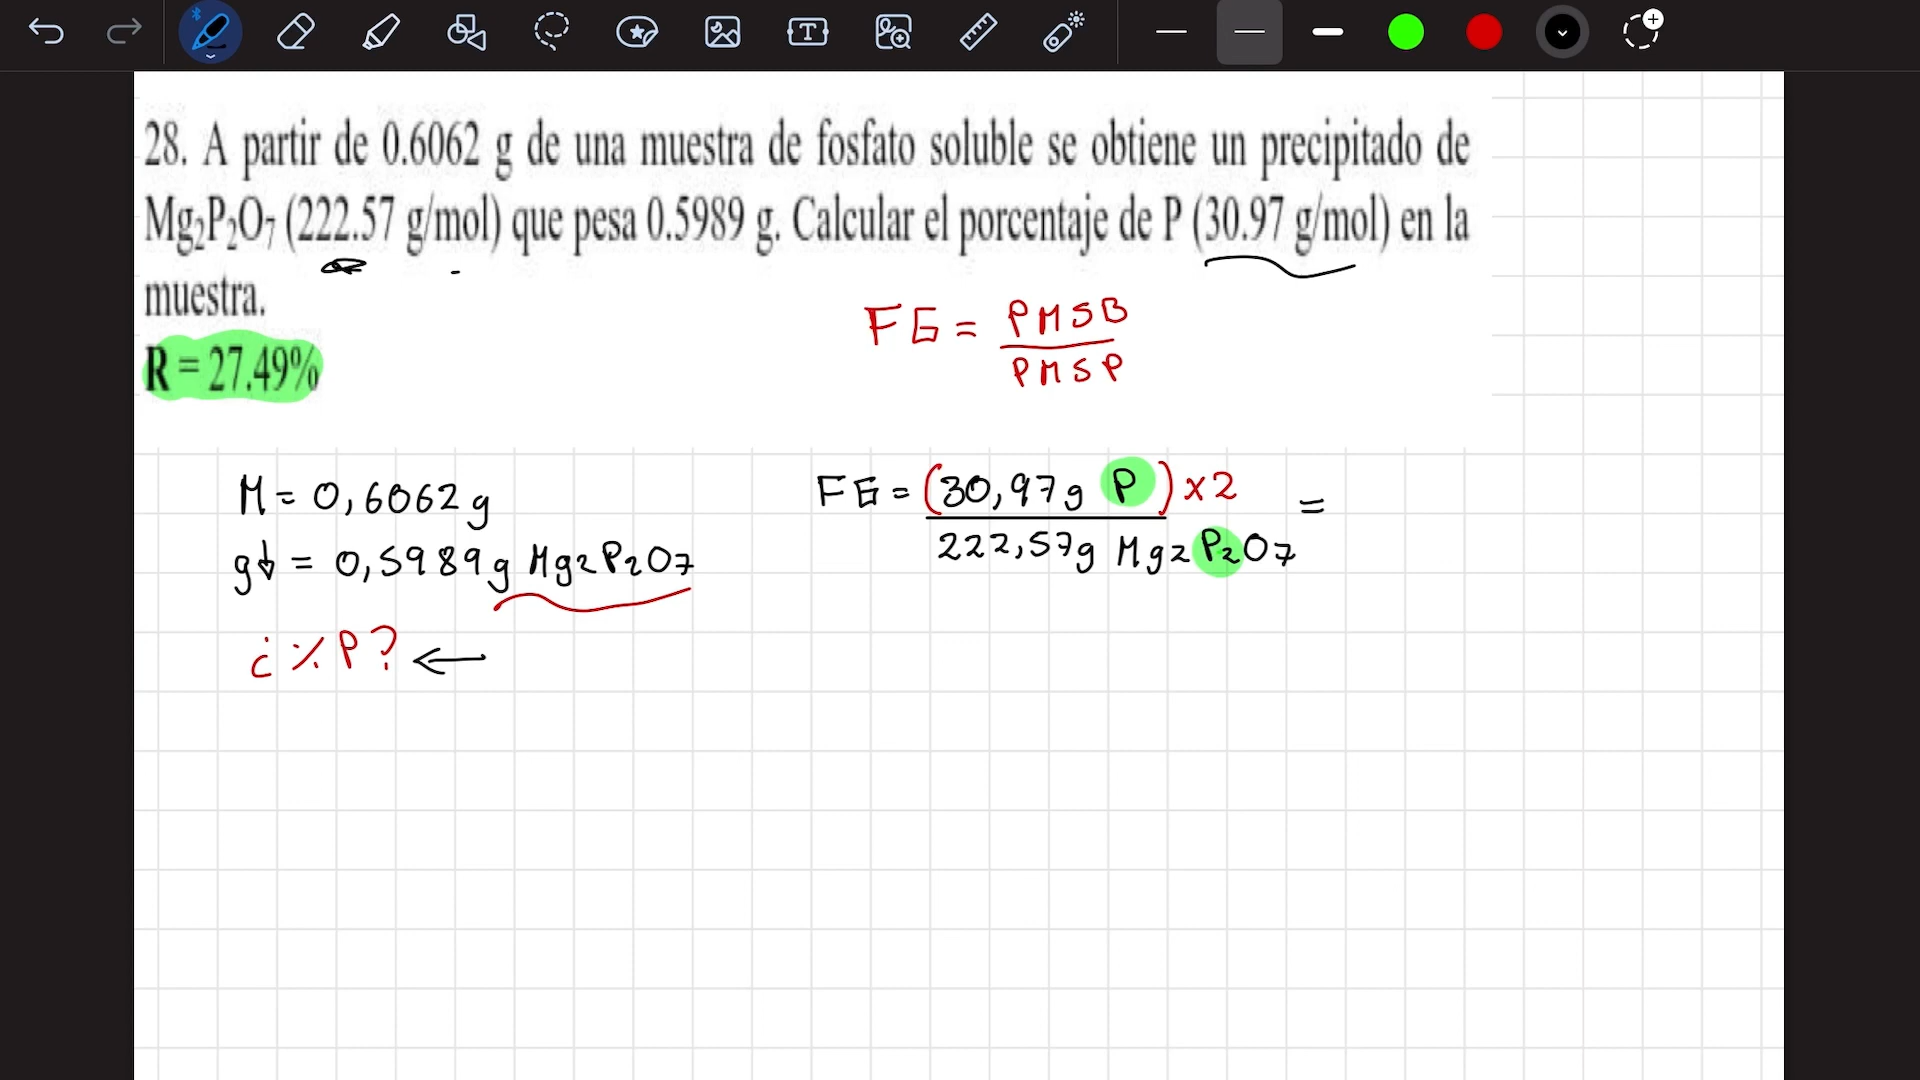 28. A partir de 0.6062 g de una muestra de fosfato soluble se obtiene un precipitado de
Mg₂P₂O₇ (222.57 g/mol) que pesa 0.5989 g. Calcular el porcentaje de P (30.97 g/mol) en la
muestra.
R = 27.49%
FG = PMSB / PMSP
M = 0,6062 g
g↓ = 0,5989 g Mg₂P₂O₇
¿%P? ←
FG = (30,97g P) x 2 / 222,57g Mg₂P₂O₇ =